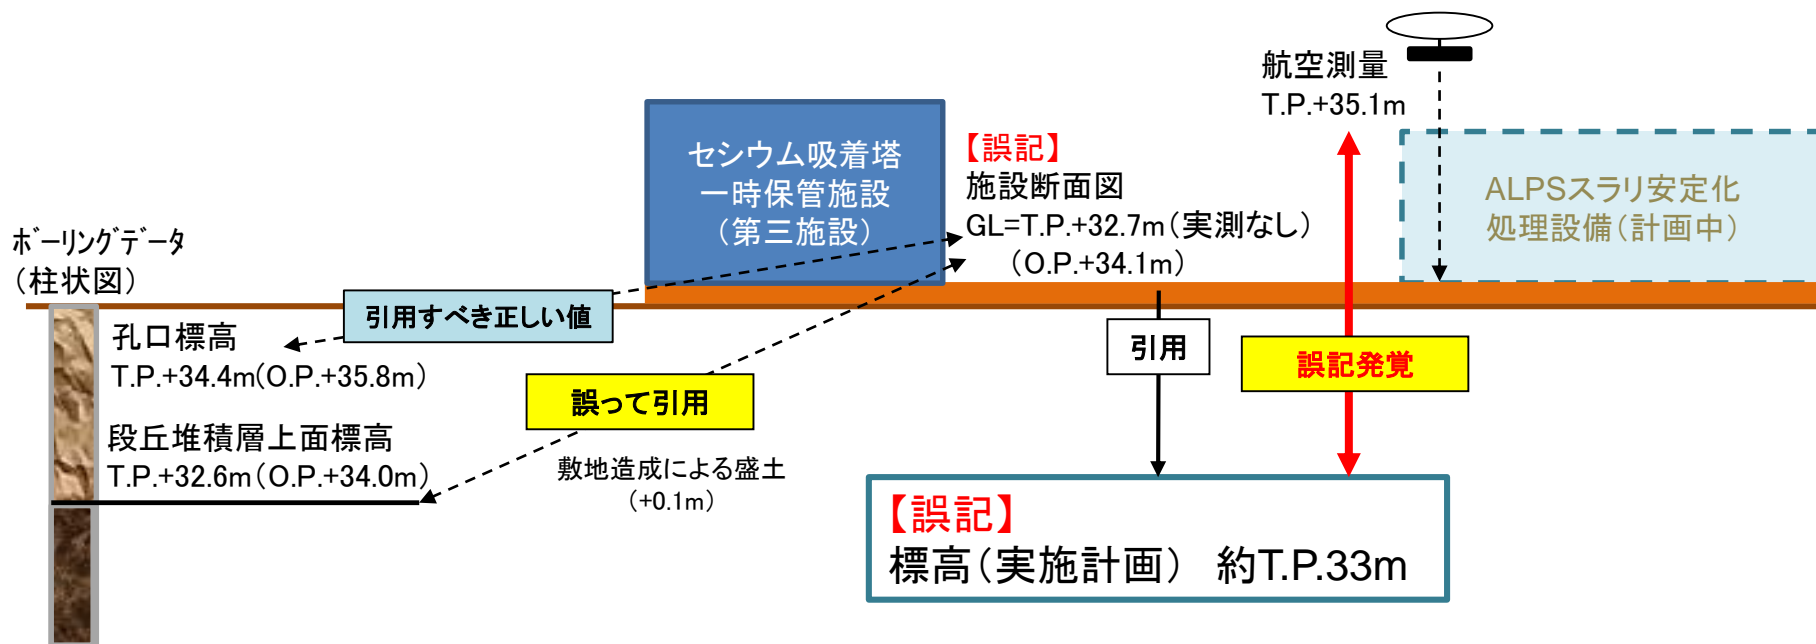 航空測量
T.P.+35.1m
セシウム吸着塔
一時保管施設
（第三施設）
【誤記】
施設断面図
GL=T.P.+32.7m（実測なし）
（O.P.+34.1m）
ALPSスラリ安定化
処理設備（計画中）
ﾎﾞｰﾘﾝｸﾞﾃﾞｰﾀ
（柱状図）
引用すべき正しい値
孔口標高
T.P.+34.4m(O.P.+35.8m)
引用
誤記発覚
誤って引用
段丘堆積層上面標高
T.P.+32.6m（O.P.+34.0m）
敷地造成による盛土
（+0.1m）
【誤記】
標高（実施計画）　約T.P.33m